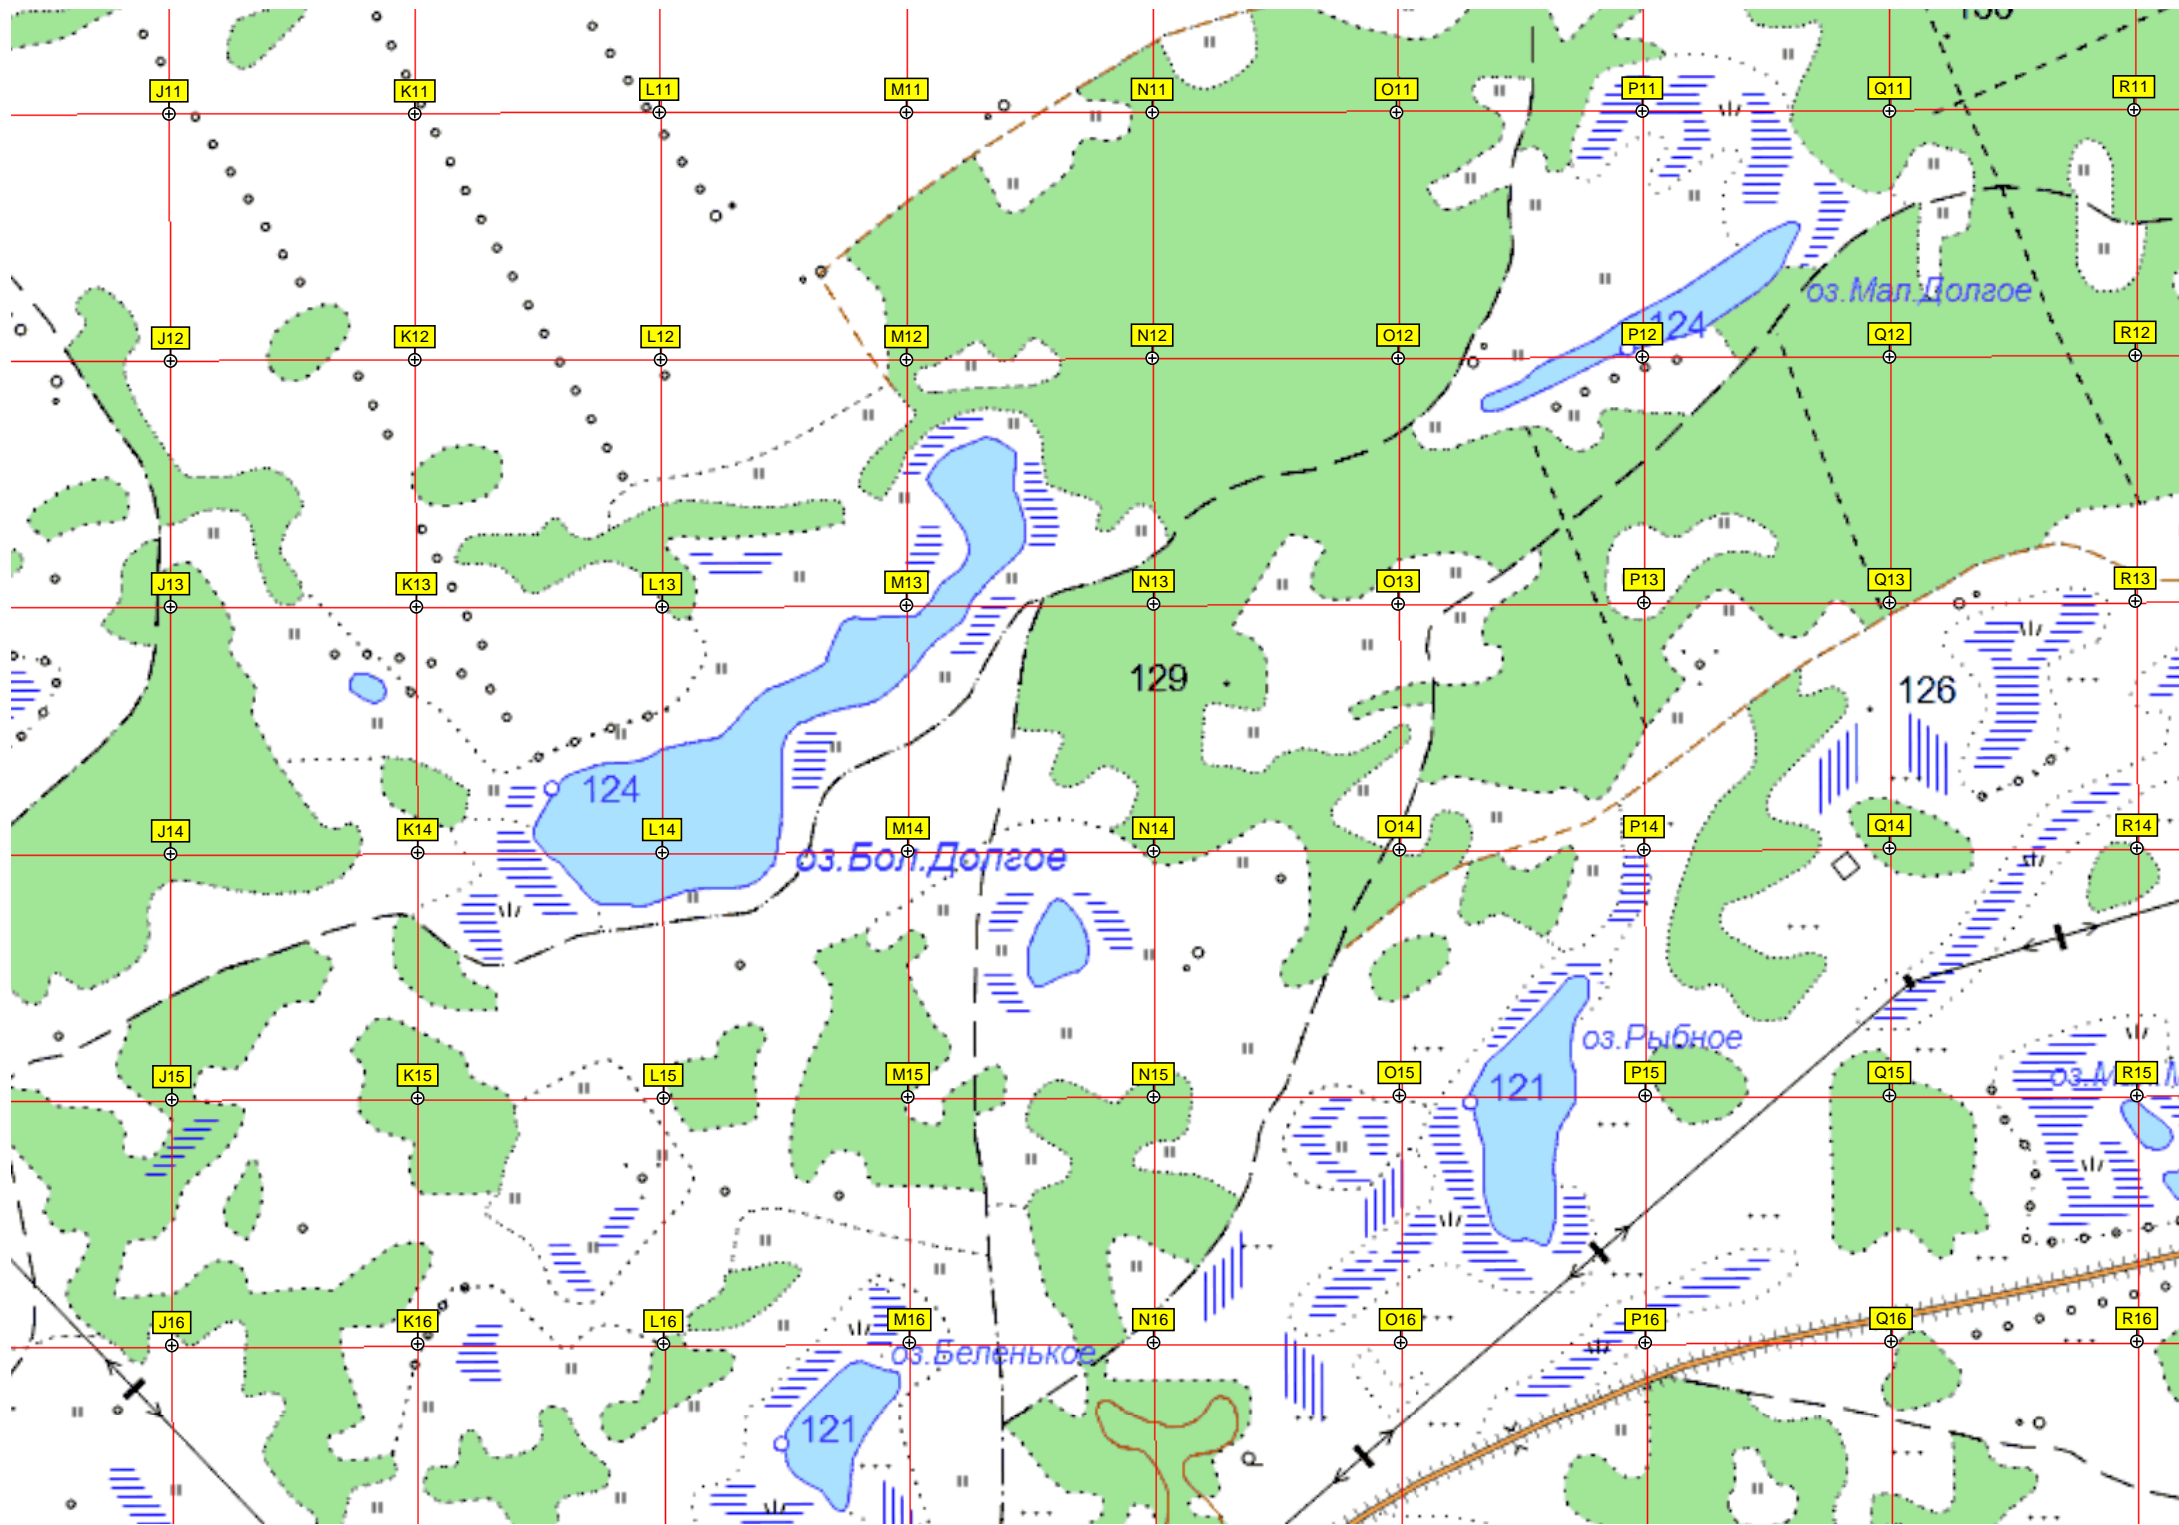 J11 K11 L11 M11 N11 O11 P11 Q11 R11
оз.Мал.Долгое
124
J12 K12 L12 M12 N12 O12 P12 Q12 R12
J13 K13 L13 M13 N13 O13 P13 Q13 R13
129
126
124
J14 K14 L14 M14 N14 O14 P14 Q14 R14
оз.Бол.Долгое
оз.Рыбное
J15 K15 L15 M15 N15 O15 P15 Q15 R15
121
J16 K16 L16 M16 N16 O16 P16 Q16 R16
оз.Беленькое
121